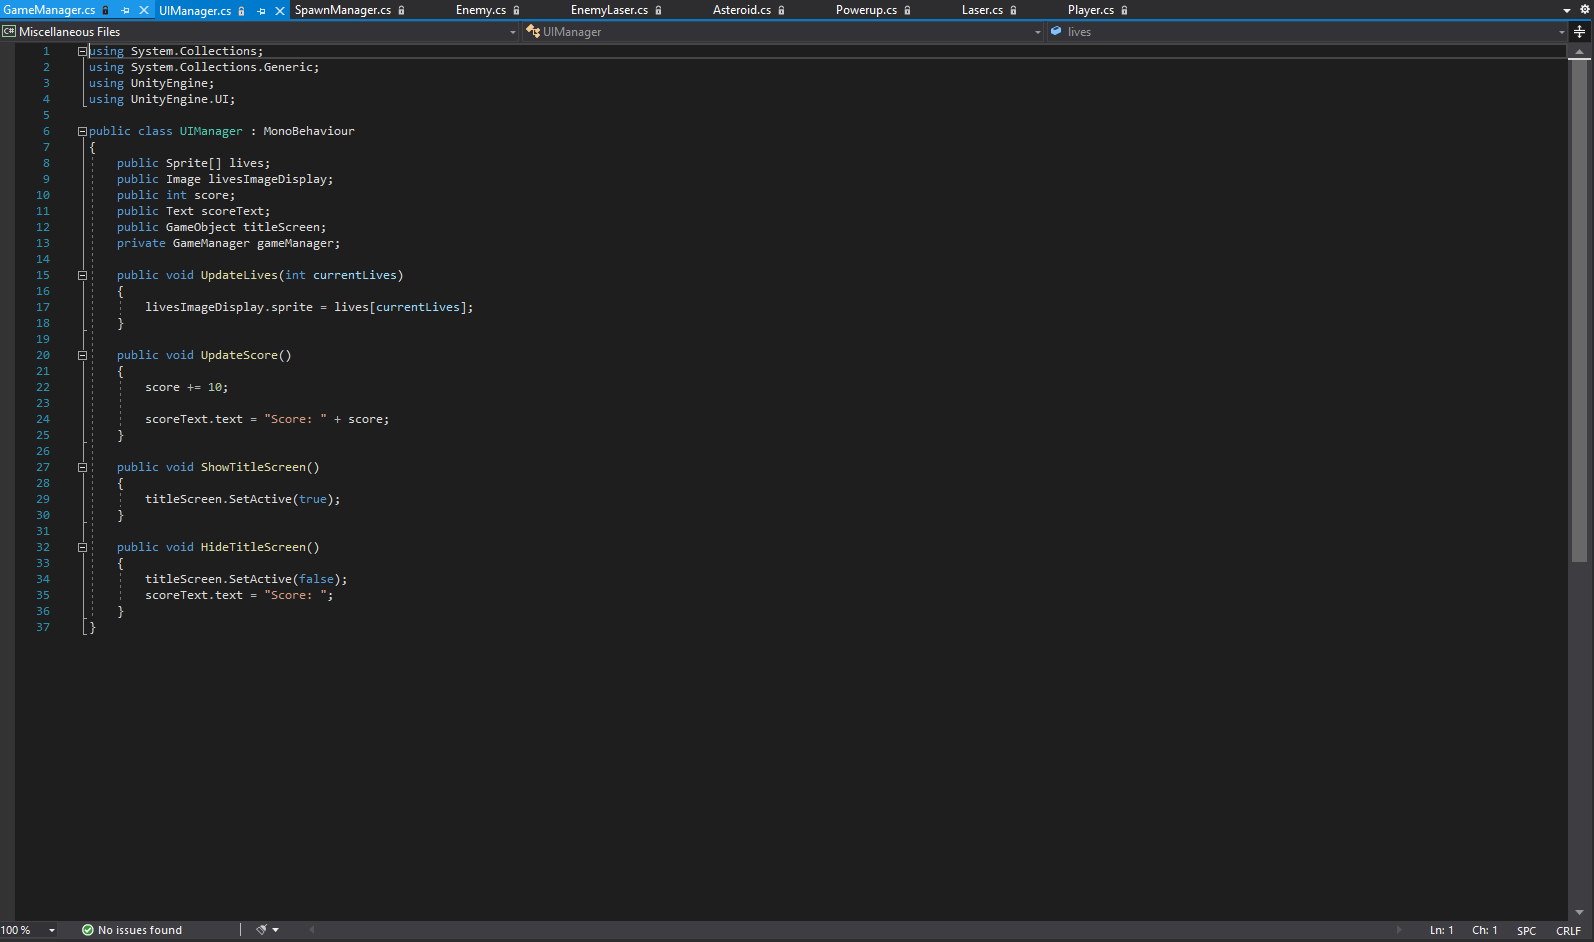 GameManager.cs UIManager.cs SpawnManager.cs Enemy.cs EnemyLaser.cs Asteroid.cs Powerup.cs Laser.cs Player.cs
C# Miscellaneous Files UIManager lives
1 using System.Collections;
2 using System.Collections.Generic;
3 using UnityEngine;
4 using UnityEngine.UI;
5
6 public class UIManager : MonoBehaviour
7 {
8 public Sprite[] lives;
9 public Image livesImageDisplay;
10 public int score;
11 public Text scoreText;
12 public GameObject titleScreen;
13 private GameManager gameManager;
14
15 public void UpdateLives(int currentLives)
16 {
17 livesImageDisplay.sprite = lives[currentLives];
18 }
19
20 public void UpdateScore()
21 {
22 score += 10;
23
24 scoreText.text = "Score: " + score;
25 }
26
27 public void ShowTitleScreen()
28 {
29 titleScreen.SetActive(true);
30 }
31
32 public void HideTitleScreen()
33 {
34 titleScreen.SetActive(false);
35 scoreText.text = "Score: ";
36 }
37 }
100 % No issues found Ln: 1 Ch: 1 SPC CRLF